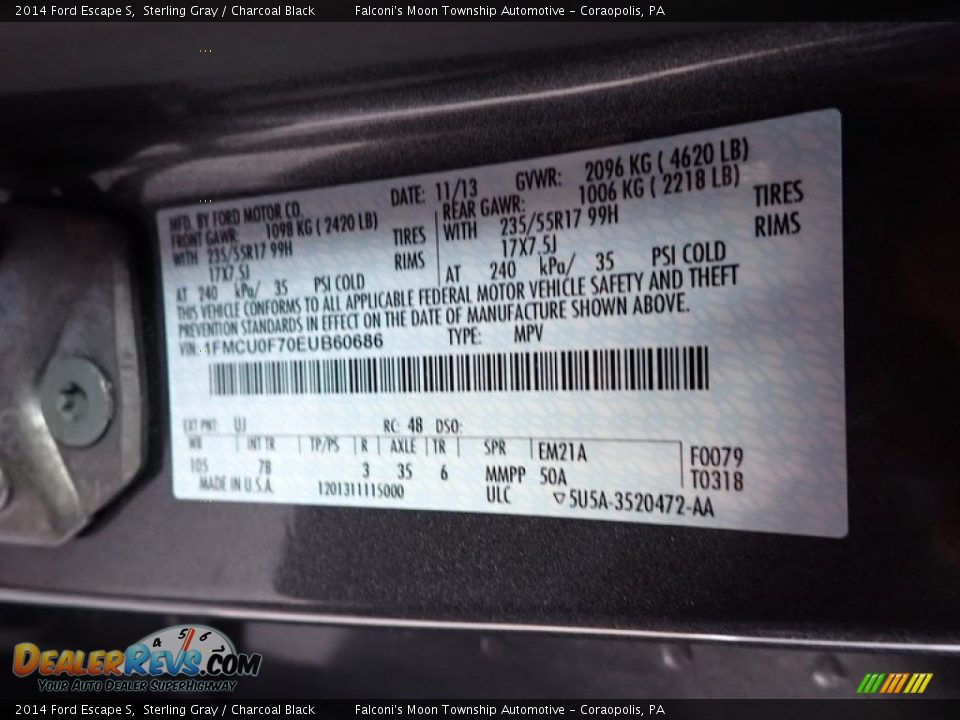 2014 Ford Escape S, Sterling Gray / Charcoal Black Falconi's Moon Township Automotive - Coraopolis, PA
MFD. BY FORD MOTOR CO. DATE: 11/13 GVWR: 2096 KG ( 4620 LB)
FRONT GAWR: 1098 KG ( 2420 LB) REAR GAWR: 1006 KG ( 2218 LB)
WITH 235/55R17 99H TIRES WITH 235/55R17 99H TIRES
17X7.5J RIMS 17X7.5J RIMS
AT 240 kPa/ 35 PSI COLD AT 240 kPa/ 35 PSI COLD
THIS VEHICLE CONFORMS TO ALL APPLICABLE FEDERAL MOTOR VEHICLE SAFETY AND THEFT
PREVENTION STANDARDS IN EFFECT ON THE DATE OF MANUFACTURE SHOWN ABOVE.
VIN: 1FMCU0F70EUB60686 TYPE: MPV
EXT PNT: UJ RC: 48 DSO:
WB INT TR TP/PS R AXLE TR SPR EM21A F0079
105 7B 3 35 6 MMPP 50A T0318
MADE IN U.S.A. 1201311115000 ULC ▽5U5A-3520472-AA
4 5 6
DEALERREVS.COM
YOUR AUTO DEALER SUPERHIGHWAY
2014 Ford Escape S, Sterling Gray / Charcoal Black Falconi's Moon Township Automotive - Coraopolis, PA